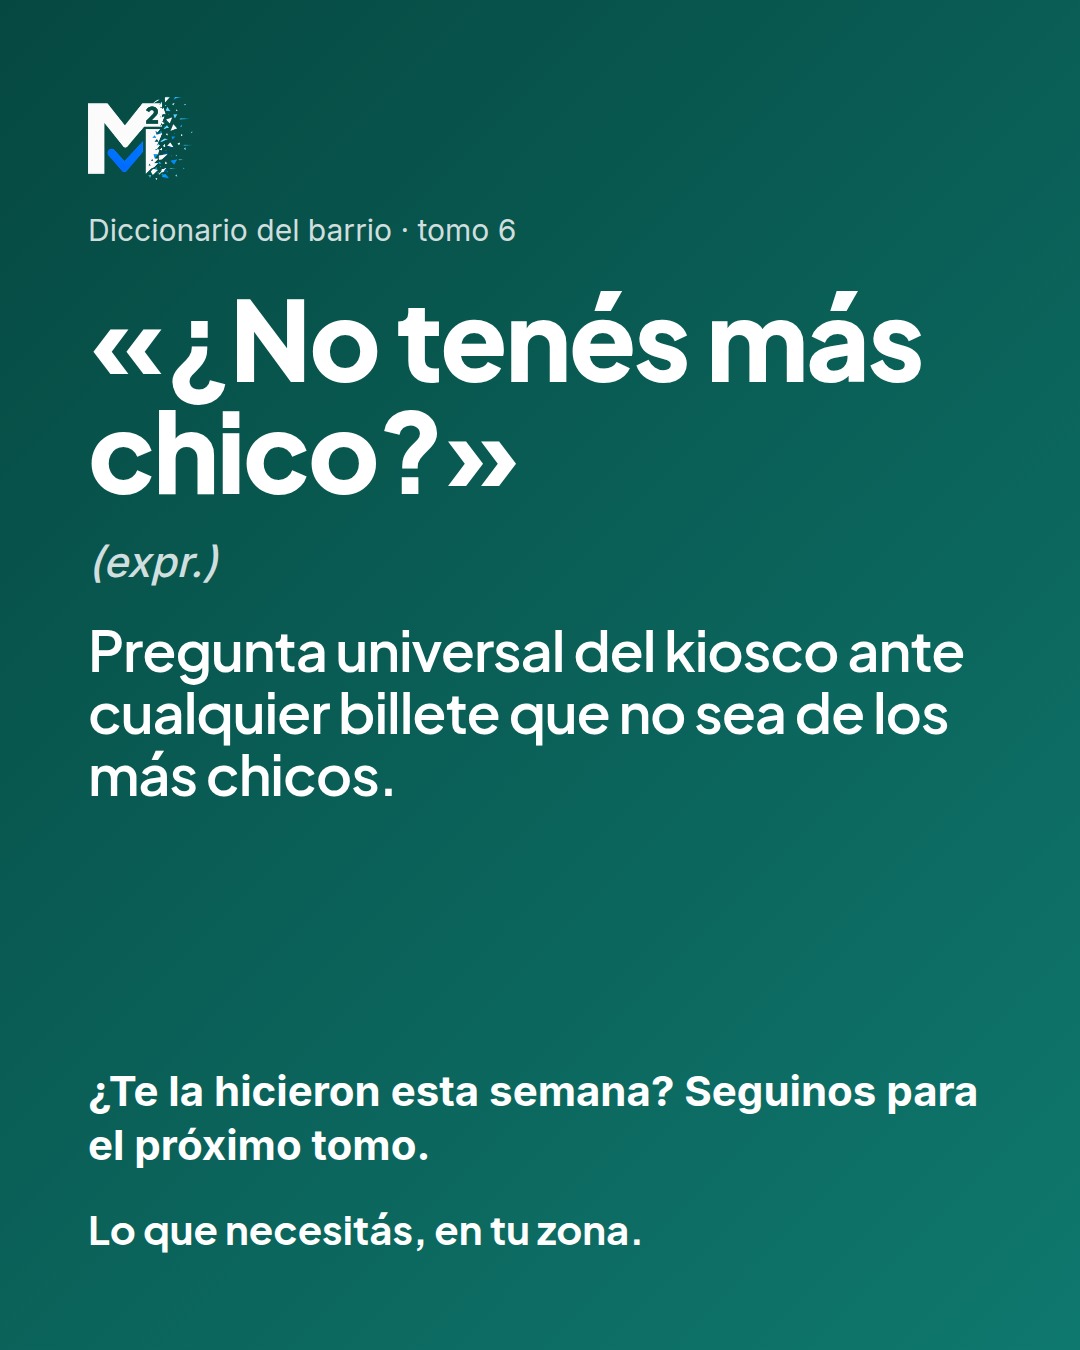 M2
Diccionario del barrio · tomo 6
«¿No tenés más
chico?»
(expr.)
Pregunta universal del kiosco ante
cualquier billete que no sea de los
más chicos.
¿Te la hicieron esta semana? Seguinos para
el próximo tomo.
Lo que necesitás, en tu zona.